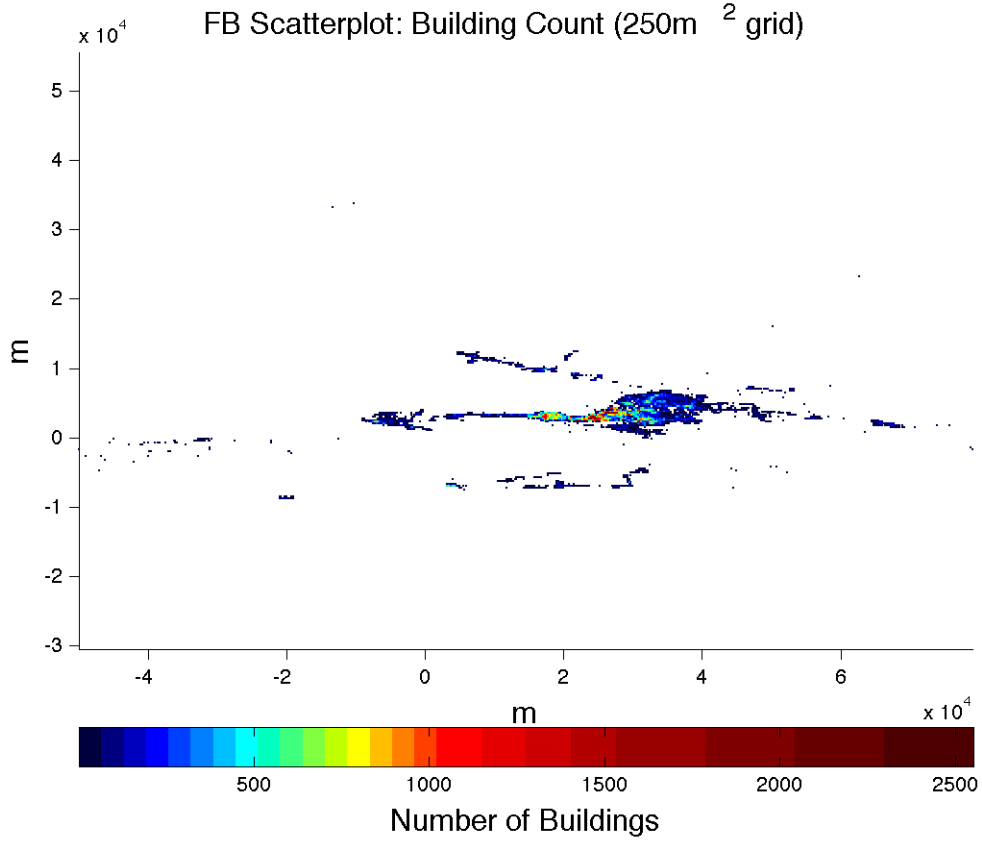 FB Scatterplot: Building Count (250m 2 grid)
x 10 4
5
4
3
2
1
0
-1
-2
-3
m
-4 -2 0 2 4 6
m
x 10 4
500 1000 1500 2000 2500
Number of Buildings